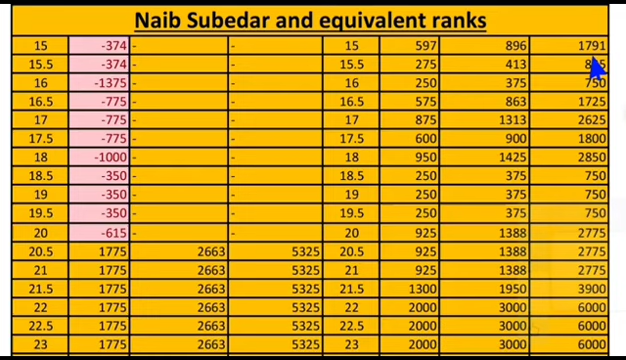 Naib Subedar and equivalent ranks
15 -374 - - 15 597 896 1791
15.5 -374 - - 15.5 275 413
16 -1375 - - 16 250 375 750
16.5 -775 - - 16.5 575 863 1725
17 -775 - - 17 875 1313 2625
17.5 -775 - - 17.5 600 900 1800
18 -1000 - - 18 950 1425 2850
18.5 -350 - - 18.5 250 375 750
19 -350 - - 19 250 375 750
19.5 -350 - - 19.5 250 375 750
20 -615 - - 20 925 1388 2775
20.5 1775 2663 5325 20.5 925 1388 2775
21 1775 2663 5325 21 925 1388 2775
21.5 1775 2663 5325 21.5 1300 1950 3900
22 1775 2663 5325 22 2000 3000 6000
22.5 1775 2663 5325 22.5 2000 3000 6000
23 1775 2663 5325 23 2000 3000 6000